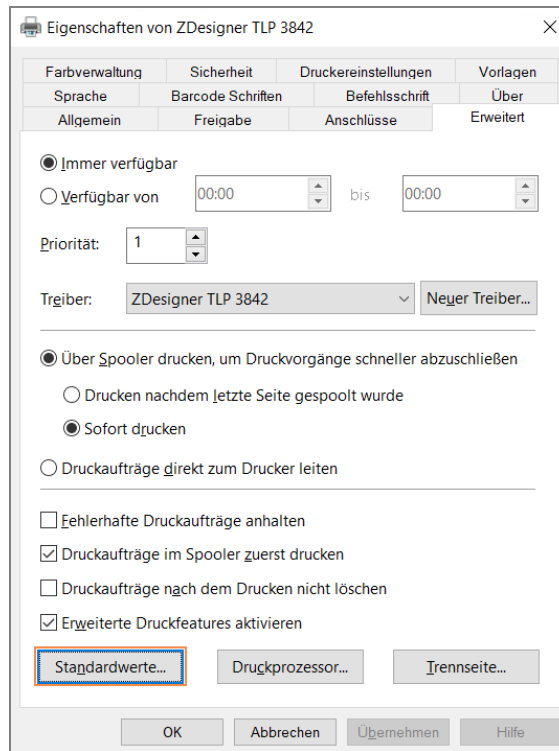 Eigenschaften von ZDesigner TLP 3842
Farbverwaltung Sicherheit Druckereinstellungen Vorlagen
Sprache Barcode Schriften Befehlsschrift Über
Allgemein Freigabe Anschlüsse Erweitert
Immer verfügbar
Verfügbar von 00:00 bis 00:00
Priorität: 1
Treiber: ZDesigner TLP 3842 Neuer Treiber...
Über Spooler drucken, um Druckvorgänge schneller abzuschließen
Drucken nachdem letzte Seite gespoolt wurde
Sofort drucken
Druckaufträge direkt zum Drucker leiten
Fehlerhafte Druckaufträge anhalten
Druckaufträge im Spooler zuerst drucken
Druckaufträge nach dem Drucken nicht löschen
Erweiterte Druckfeatures aktivieren
Standardwerte... Druckprozessor... Trennseite...
OK Abbrechen Übernehmen Hilfe